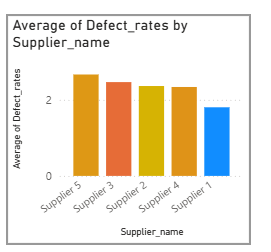 Average of Defect_rates by
Supplier_name
Average of Defect_rates
2
0
Supplier 5
Supplier 3
Supplier 2
Supplier 4
Supplier 1
Supplier_name